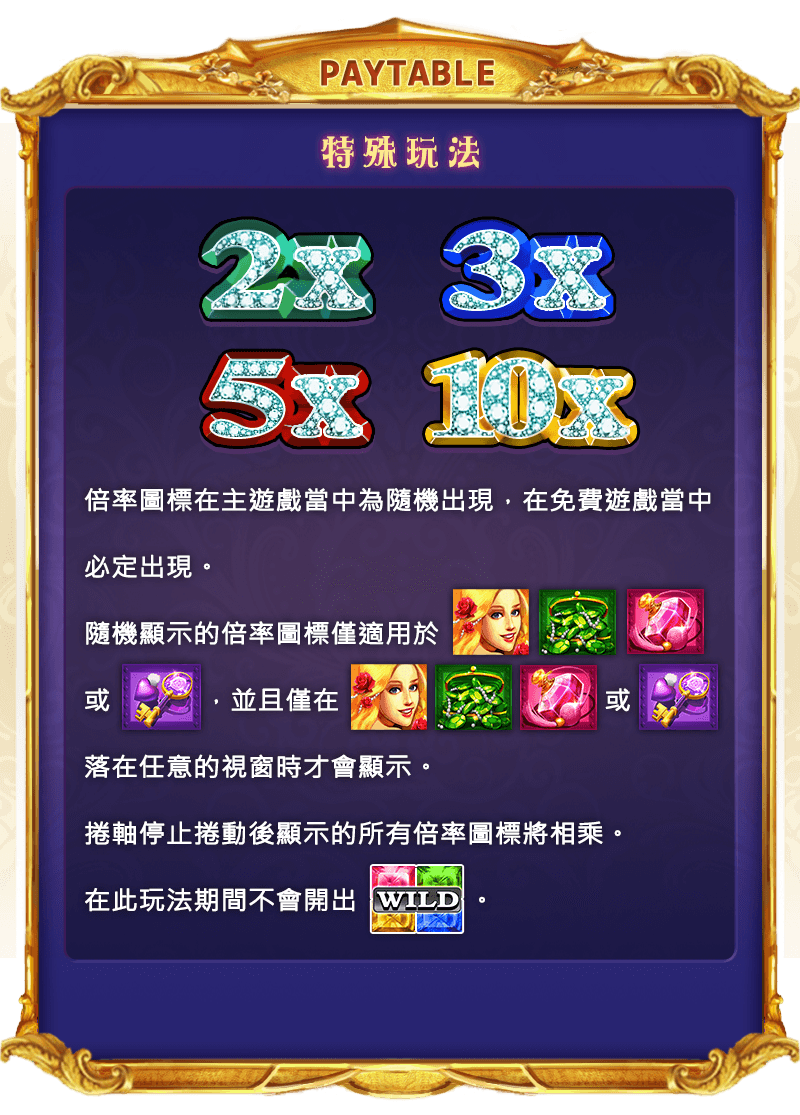 PAYTABLE
特殊玩法
2x 3x
5x 10x
倍率圖標在主遊戲當中為隨機出現，在免費遊戲當中
必定出現。
隨機顯示的倍率圖標僅適用於
或 ，並且僅在 或
落在任意的視窗時才會顯示。
捲軸停止捲動後顯示的所有倍率圖標將相乘。
在此玩法期間不會開出 WILD 。